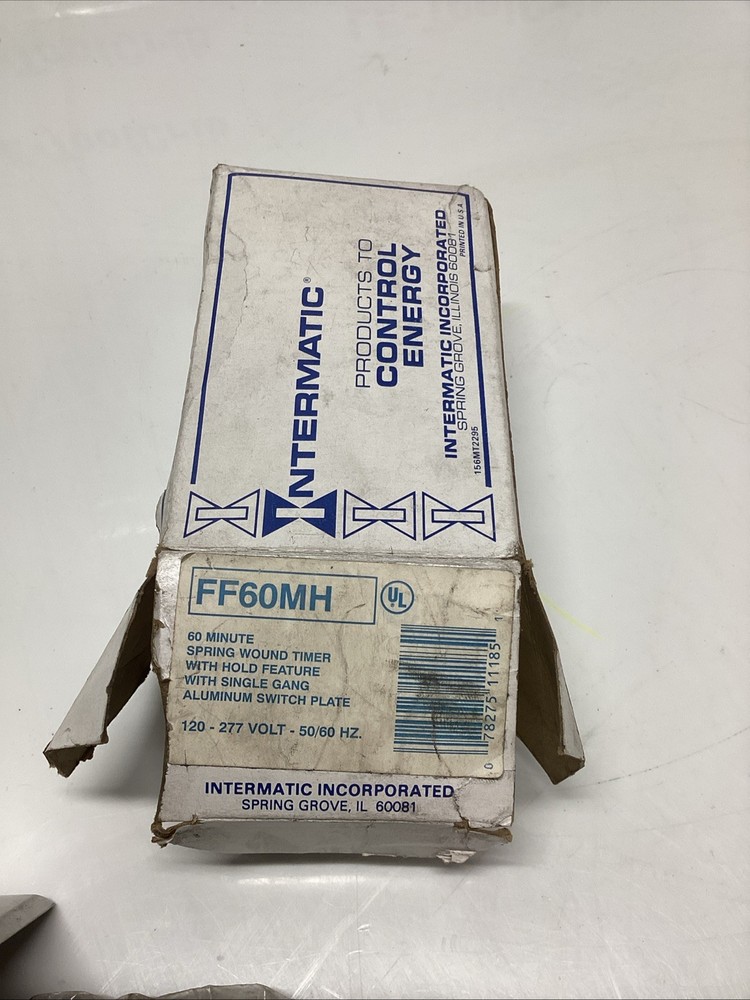 INTERMATIC®
PRODUCTS TO
CONTROL
ENERGY
INTERMATIC INCORPORATED
SPRING GROVE, ILLINOIS 60081
PRINTED IN U.S.A.
156MT2295
FF60MH
UL
60 MINUTE
SPRING WOUND TIMER
WITH HOLD FEATURE
WITH SINGLE GANG
ALUMINUM SWITCH PLATE
120 - 277 VOLT - 50/60 HZ.
0 78275 11185 1
INTERMATIC INCORPORATED
SPRING GROVE, IL 60081